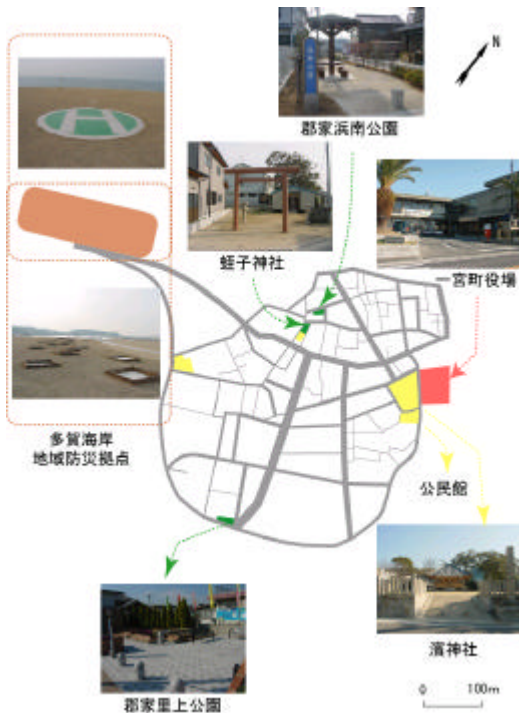 N
郡家浜南公園
蛭子神社
一宮町役場
多賀海岸
地域防災拠点
公民館
濱神社
郡家里上公園
0 100m